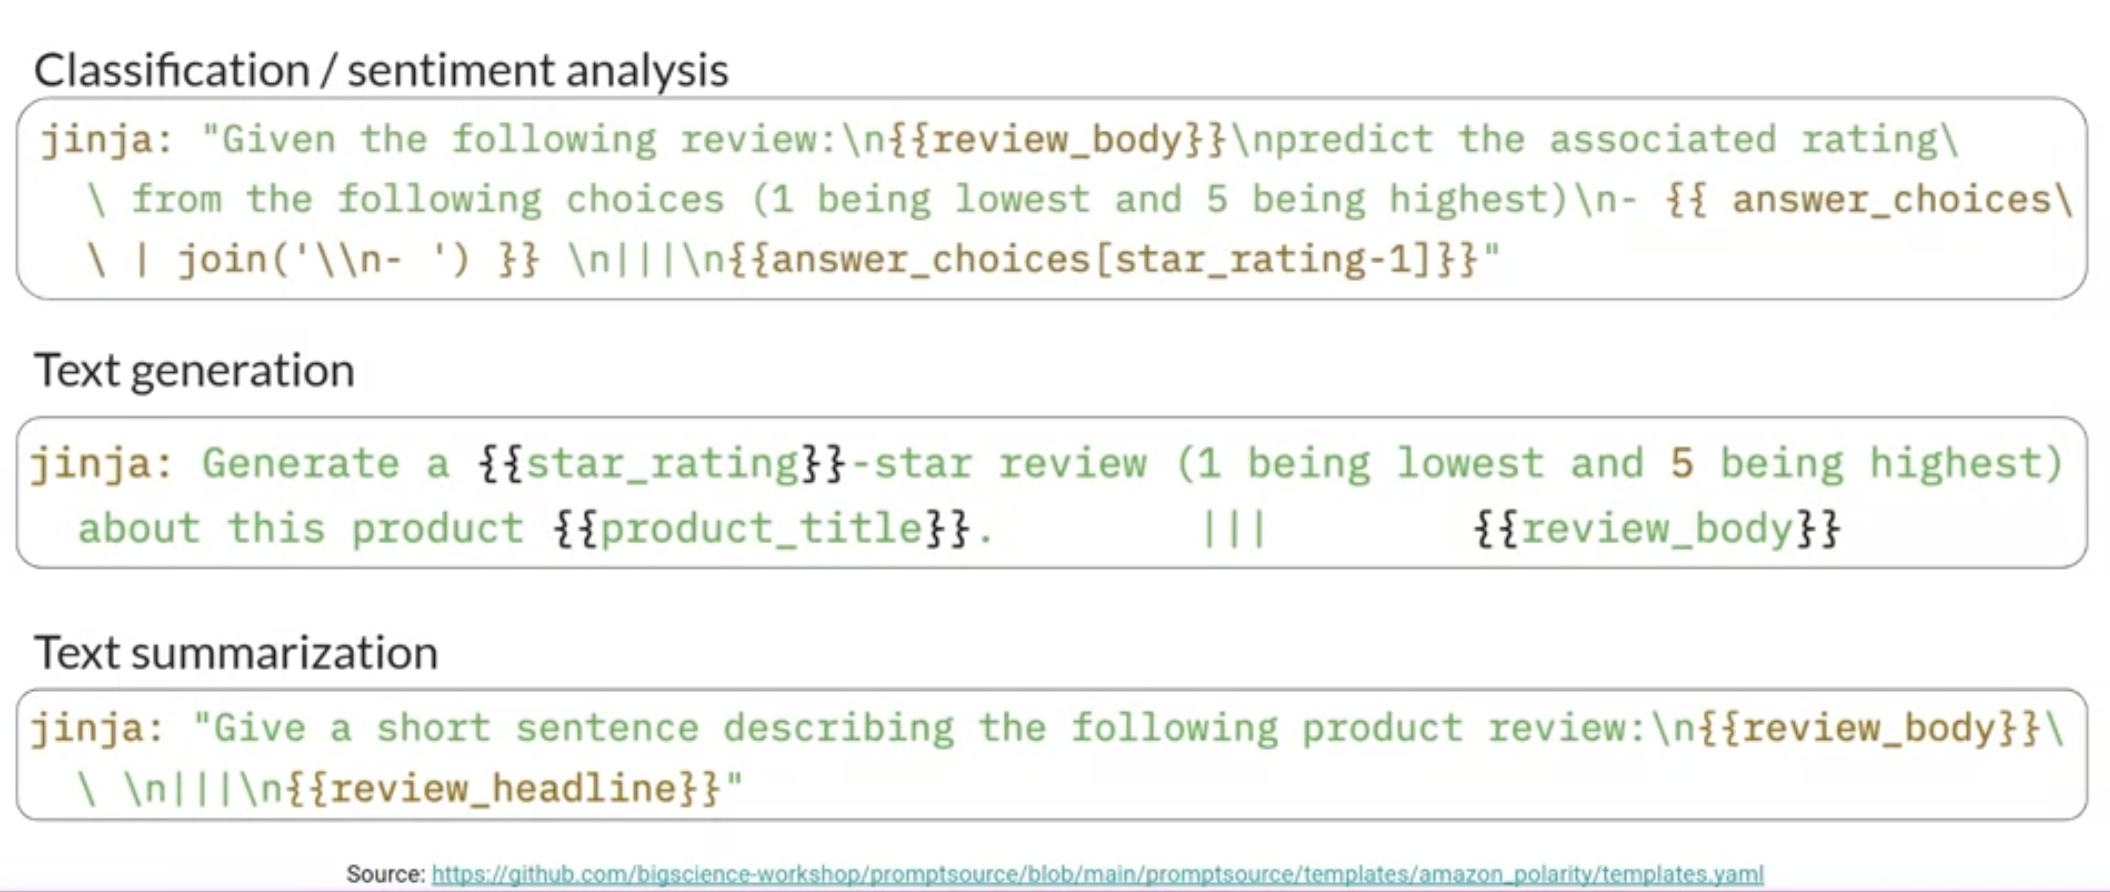 Classification / sentiment analysis
jinja: "Given the following review:\n{{review_body}}\npredict the associated rating\
\ from the following choices (1 being lowest and 5 being highest)\n- {{ answer_choices\
\ | join('\\n- ') }} \n|||\n{{answer_choices[star_rating-1]}}"
Text generation
jinja: Generate a {{star_rating}}-star review (1 being lowest and 5 being highest)
about this product {{product_title}}. ||| {{review_body}}
Text summarization
jinja: "Give a short sentence describing the following product review:\n{{review_body}}\
\ \n|||\n{{review_headline}}"
Source: https://github.com/bigscience-workshop/promptsource/blob/main/promptsource/templates/amazon_polarity/templates.yaml